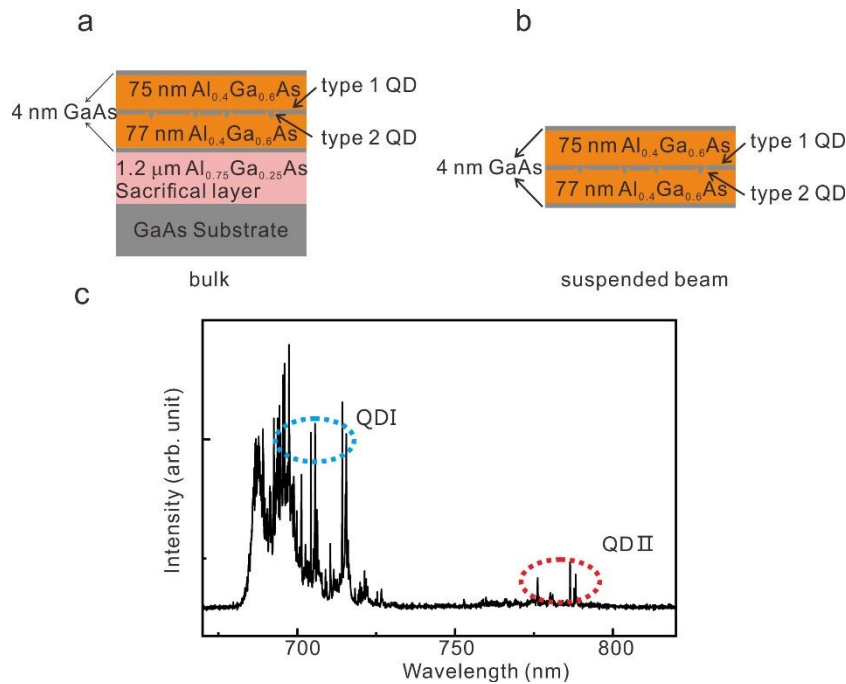 a
75 nm Al₀.₄Ga₀.₆As
type 1 QD
4 nm GaAs
77 nm Al₀.₄Ga₀.₆As
type 2 QD
1.2 μm Al₀.₇₅Ga₀.₂₅As
Sacrifical layer
GaAs Substrate
bulk
b
75 nm Al₀.₄Ga₀.₆As
type 1 QD
4 nm GaAs
77 nm Al₀.₄Ga₀.₆As
type 2 QD
suspended beam
c
Intensity (arb. unit)
QDI
QDII
700
750
800
Wavelength (nm)